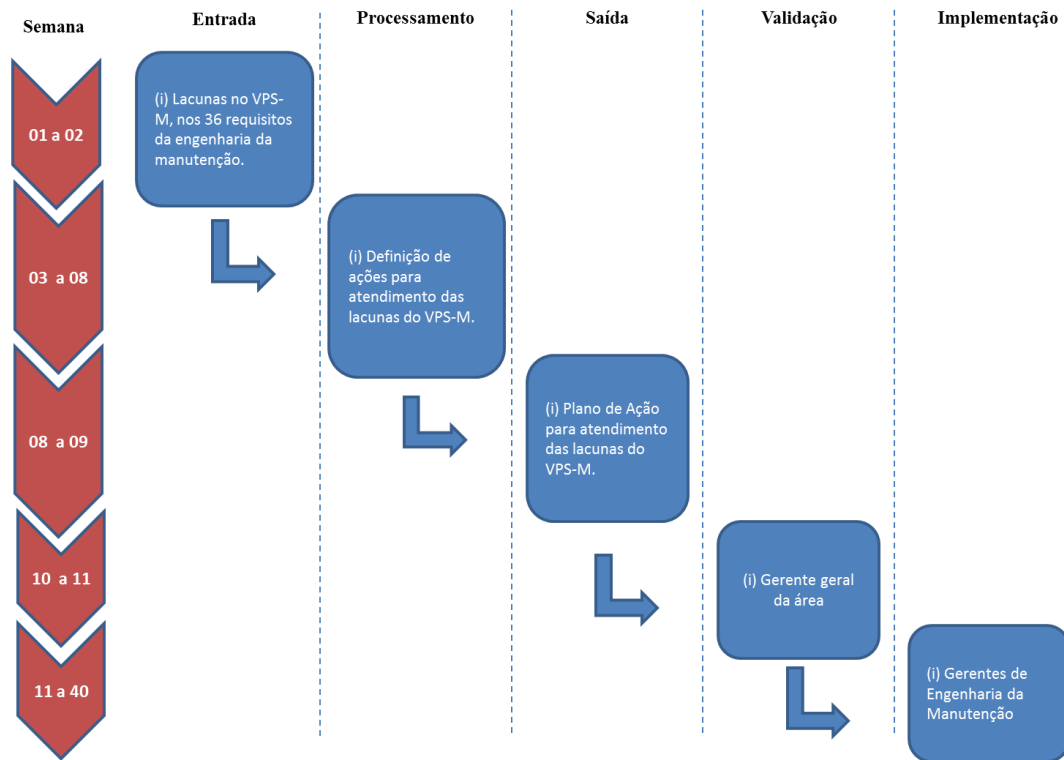 Semana
Entrada
Processamento
Saída
Validação
Implementação
01 a 02
(i) Lacunas no VPS-
M, nos 36 requisitos
da engenharia da
manutenção.
03 a 08
(i) Definição de
ações para
atendimento das
lacunas do VPS-M.
08 a 09
(i) Plano de Ação
para atendimento
das lacunas do
VPS-M.
10 a 11
(i) Gerente geral
da área
11 a 40
(i) Gerentes de
Engenharia da
Manutenção